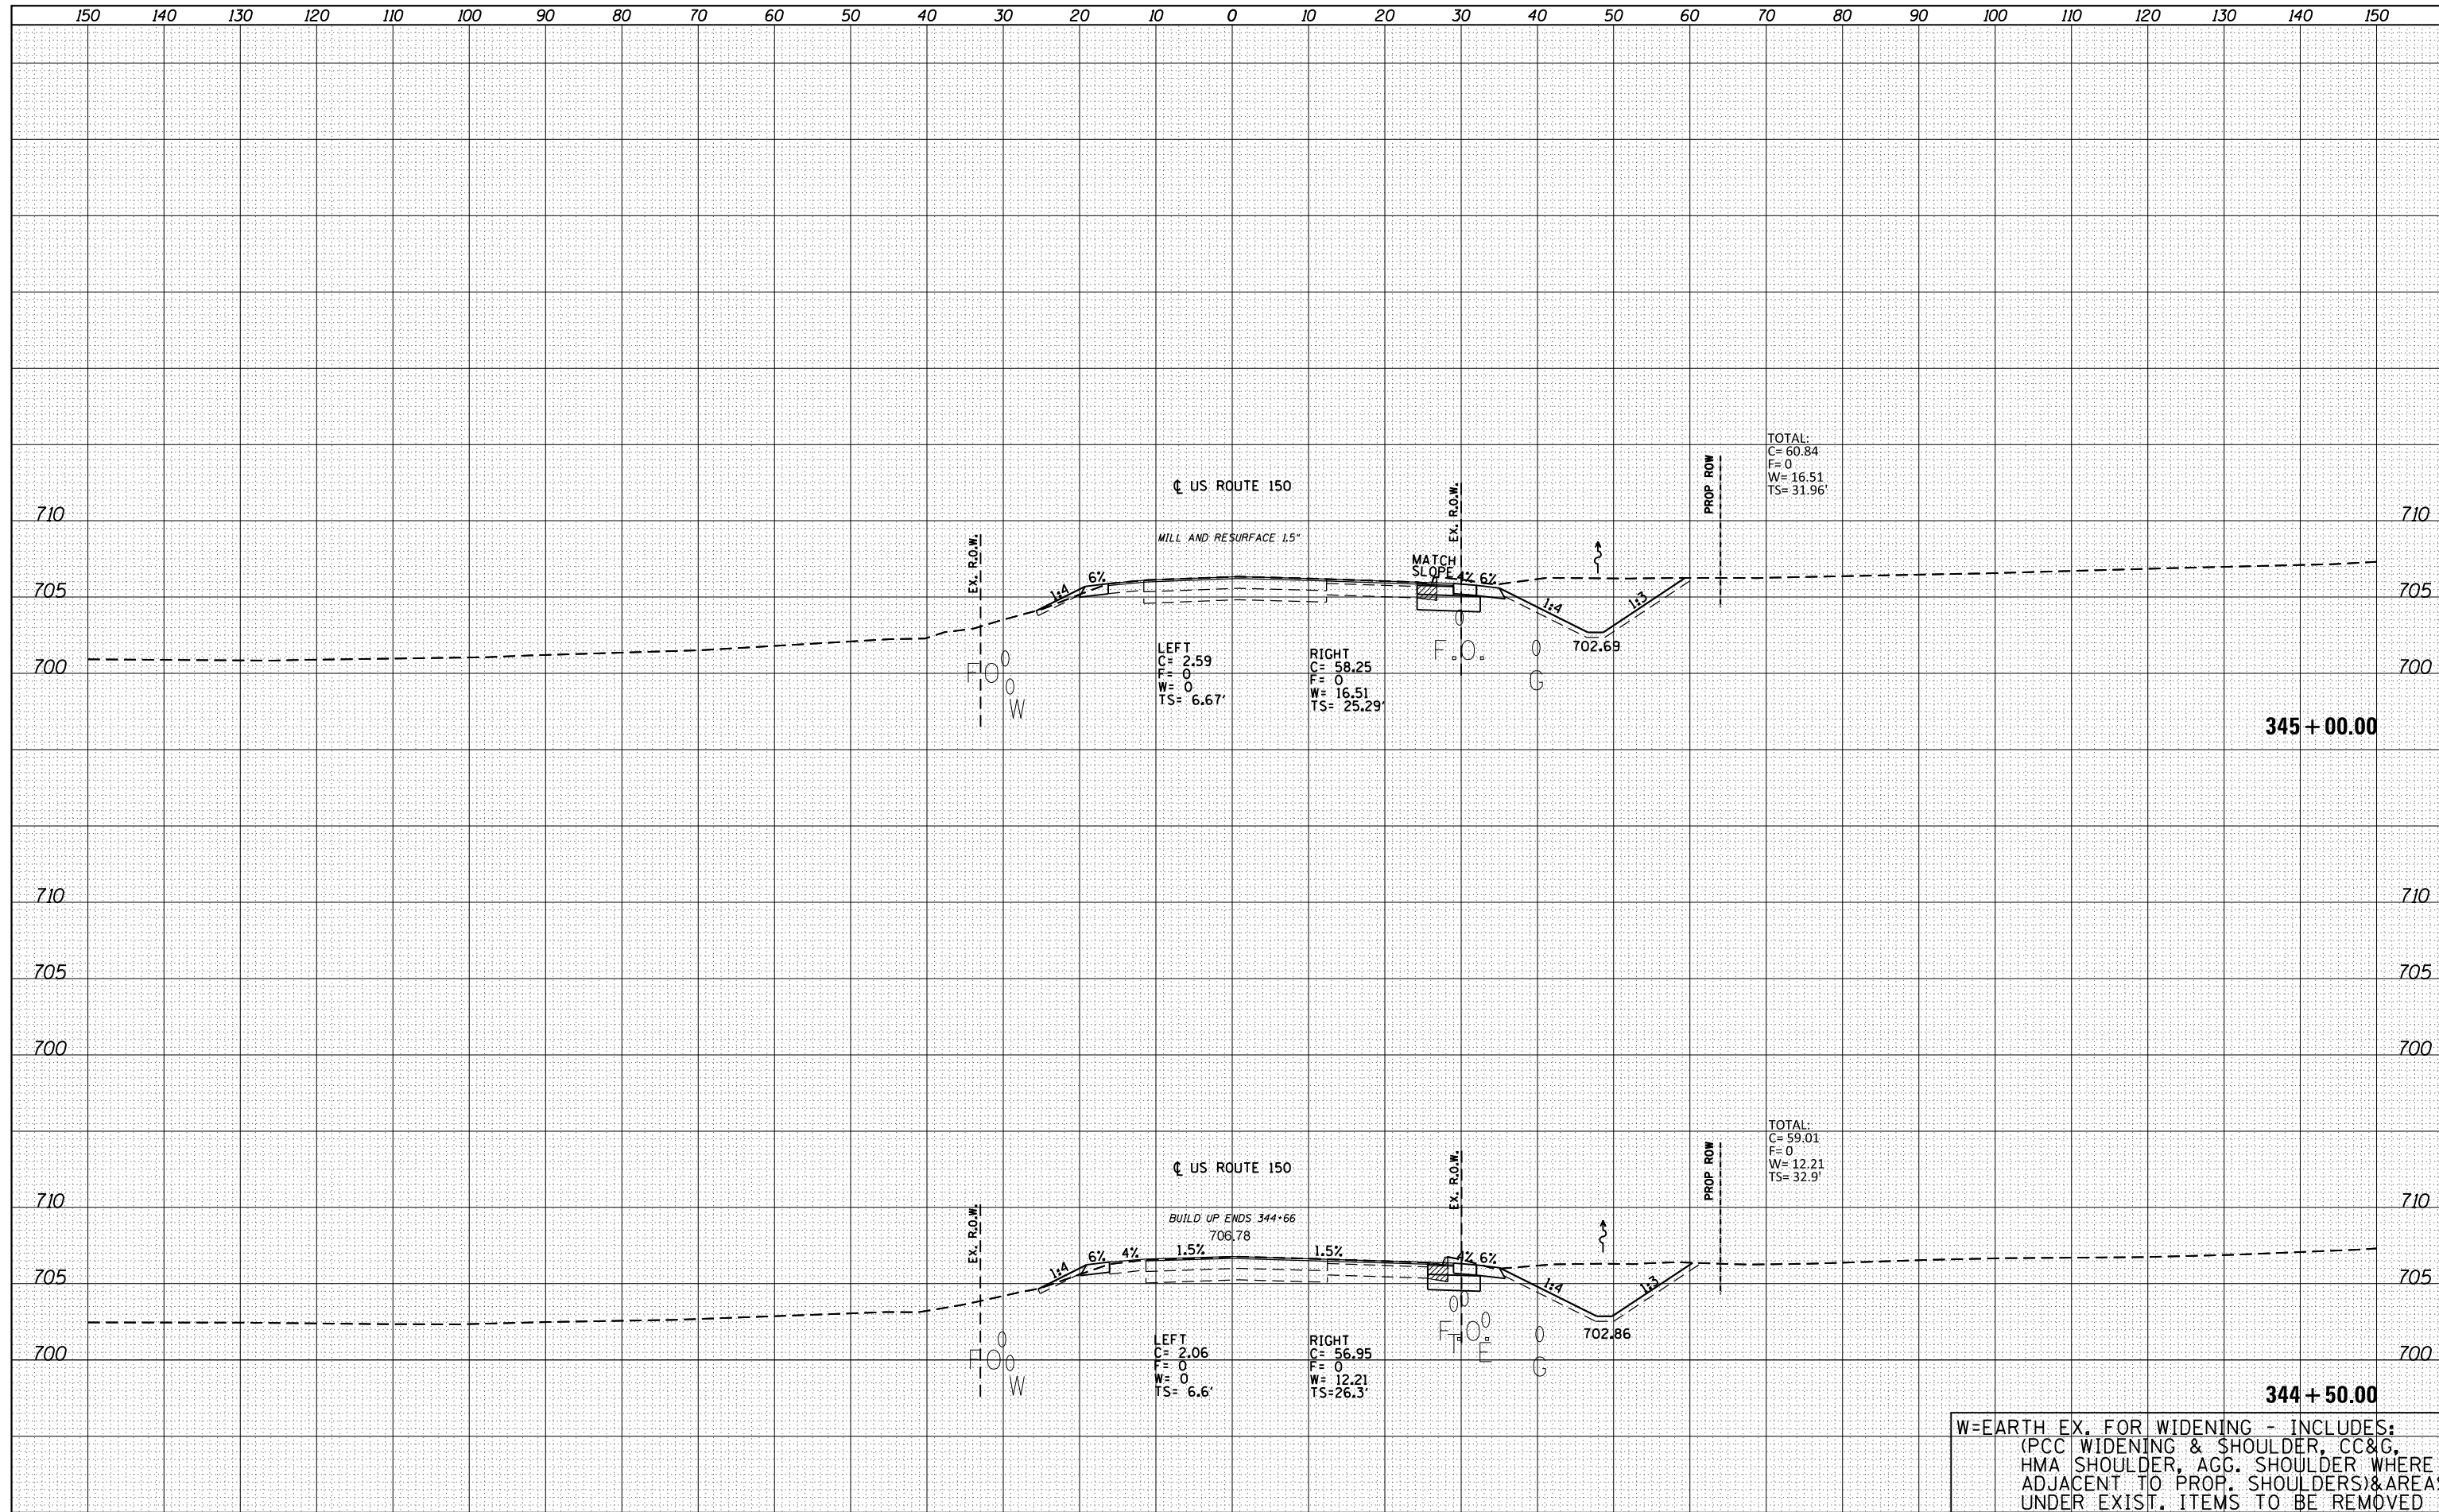 150 140 130 120 110 100 90 80 70 60 50 40 30 20 10 0 10 20 30 40 50 60 70 80 90 100 110 120 130 140 150
TOTAL:
C= 60.84
F= 0
W= 16.51
TS= 31.96'
PROP ROW
EX. R.O.W.
℄ US ROUTE 150
710 710
MILL AND RESURFACE 1.5"
EX. R.O.W.
MATCH
SLOPE
1:4 6% 4% 6% 1:4 1:3
705 705
702.69
LEFT
C= 2.59
F= 0
W= 0
TS= 6.67'
RIGHT
C= 58.25
F= 0
W= 16.51
TS= 25.29'
F.O.
G
FO
W
700 700
345+00.00
710 710
705 705
700 700
TOTAL:
C= 59.01
F= 0
W= 12.21
TS= 32.9'
PROP ROW
EX. R.O.W.
℄ US ROUTE 150
710 710
EX. R.O.W.
BUILD UP ENDS 344+66
706.78
1:4 6% 4% 1.5% 1.5% 4% 6% 1:4 1:3
705 705
702.86
LEFT
C= 2.06
F= 0
W= 0
TS= 6.6'
RIGHT
C= 56.95
F= 0
W= 12.21
TS=26.3'
F.O.
T.
E
G
FO
W
700 700
344+50.00
W=EARTH EX. FOR WIDENING - INCLUDES:
(PCC WIDENING & SHOULDER, CC&G,
HMA SHOULDER, AGG. SHOULDER WHERE
ADJACENT TO PROP. SHOULDERS)&AREAS
UNDER EXIST. ITEMS TO BE REMOVED